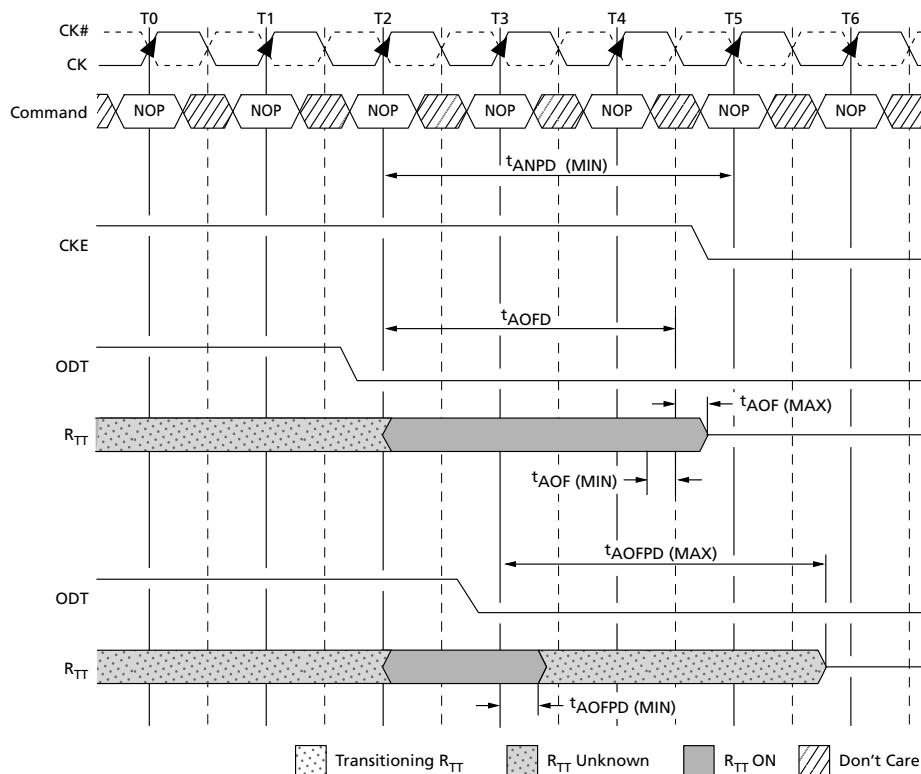 T0 T1 T2 T3 T4 T5 T6
CK#
CK
Command NOP NOP NOP NOP NOP NOP NOP
tANPD (MIN)
CKE
tAOFD
ODT
tAOF (MAX)
RTT
tAOF (MIN)
tAOFPD (MAX)
ODT
RTT
tAOFPD (MIN)
Transitioning RTT RTT Unknown RTT ON Don't Care